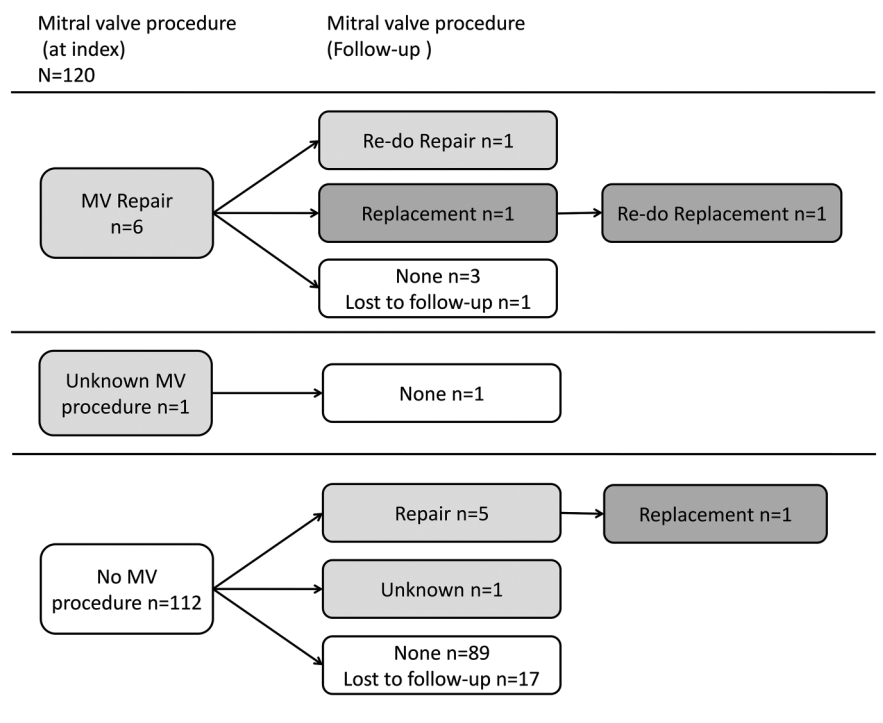 Mitral valve procedure
(at index)
N=120
Mitral valve procedure
(Follow-up )
MV Repair
n=6
Re-do Repair n=1
Replacement n=1
Re-do Replacement n=1
None n=3
Lost to follow-up n=1
Unknown MV
procedure n=1
None n=1
No MV
procedure n=112
Repair n=5
Replacement n=1
Unknown n=1
None n=89
Lost to follow-up n=17